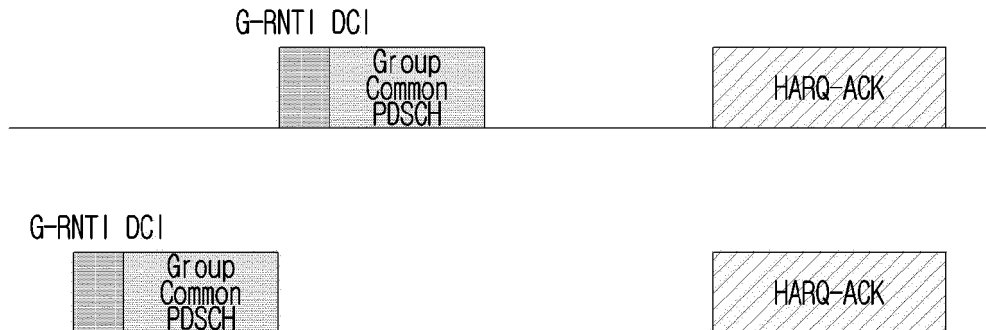 G-RNTI DCI
Group
Common
PDSCH
HARQ-ACK
G-RNTI DCI
Group
Common
PDSCH
HARQ-ACK